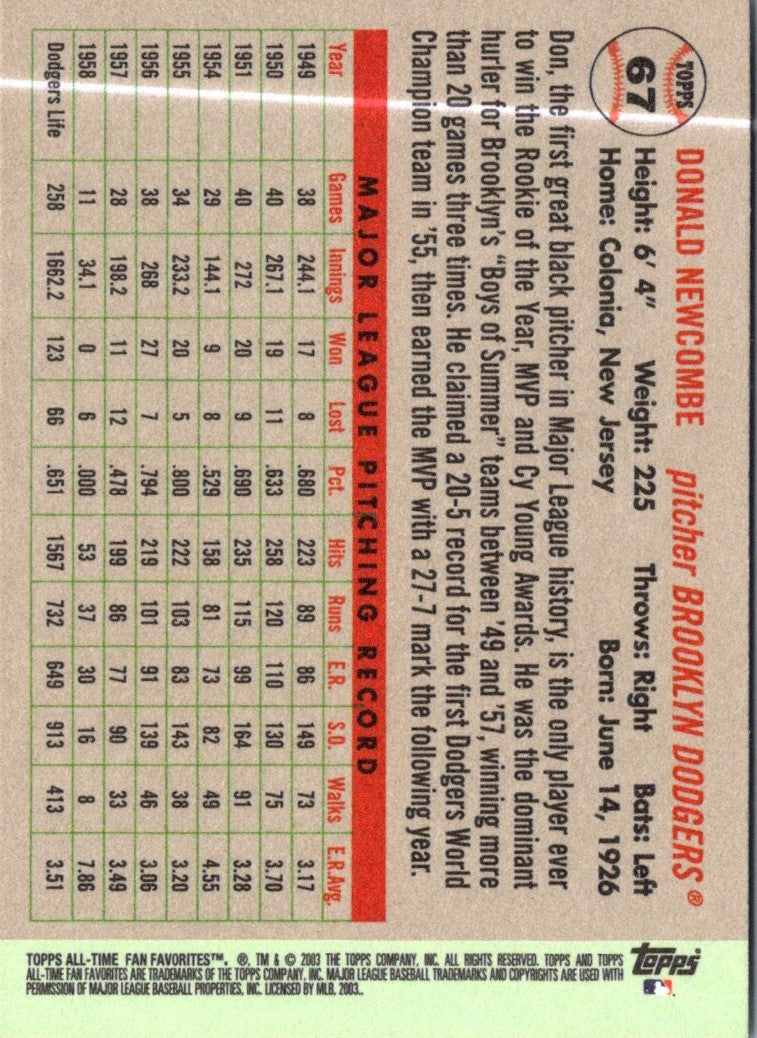 TOPPS
67
DONALD NEWCOMBE pitcher BROOKLYN DODGERS®
Height: 6' 4" Weight: 225 Throws: Right Bats: Left
Home: Colonia, New Jersey Born: June 14, 1926
Don, the first great black pitcher in Major League history, is the only player ever
to win the Rookie of the Year, MVP and Cy Young Awards. He was the dominant
hurler for Brooklyn's "Boys of Summer" teams between '49 and '57, winning more
than 20 games three times. He claimed a 20-5 record for the first Dodgers World
Champion team in '55, then earned the MVP with a 27-7 mark the following year.
MAJOR LEAGUE PITCHING RECORD
Year Games Innings Won Lost Pct. Hits Runs E.R. S.O. Walks E.R.Avg.
1949 38 244.1 17 8 .680 223 89 86 149 73 3.17
1950 40 267.1 19 11 .633 258 120 110 130 75 3.70
1951 40 272 20 9 .690 235 115 99 164 91 3.28
1954 29 144.1 9 8 .529 158 81 73 82 49 4.55
1955 34 233.2 20 5 .800 222 103 83 143 38 3.20
1956 38 268 27 7 .794 219 101 91 139 46 3.06
1957 28 198.2 11 12 .478 199 86 77 90 33 3.49
1958 11 34.1 0 6 .000 53 37 30 16 8 7.86
Dodgers Life 258 1662.2 123 66 .651 1567 732 649 913 413 3.51
Topps
TOPPS ALL-TIME FAN FAVORITES™. ®, TM & © 2003 THE TOPPS COMPANY, INC. ALL RIGHTS RESERVED. TOPPS AND TOPPS
ALL-TIME FAN FAVORITES ARE TRADEMARKS OF THE TOPPS COMPANY, INC. MAJOR LEAGUE BASEBALL TRADEMARKS AND COPYRIGHTS ARE USED WITH
PERMISSION OF MAJOR LEAGUE BASEBALL PROPERTIES, INC. LICENSED BY MLB, 2003..